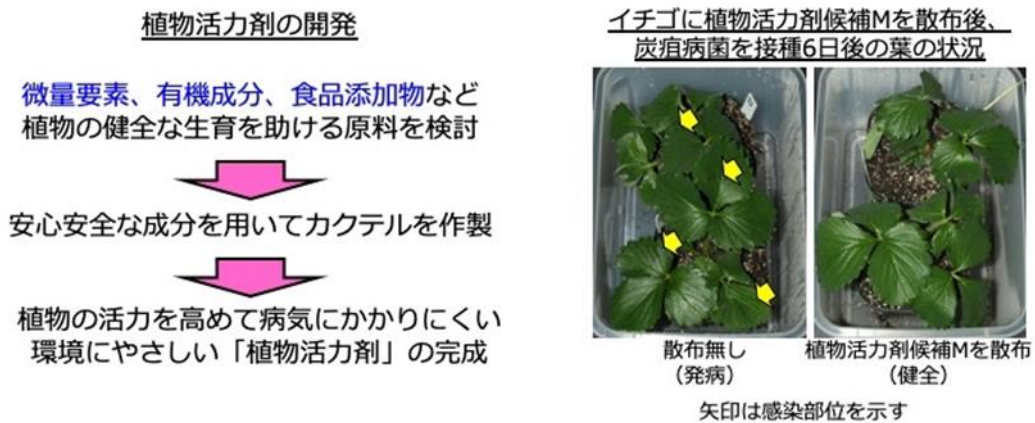 植物活力剤の開発
微量要素、有機成分、食品添加物など
植物の健全な生育を助ける原料を検討
安心安全な成分を用いてカクテルを作製
植物の活力を高めて病気にかかりにくい
環境にやさしい「植物活力剤」の完成
イチゴに植物活力剤候補Mを散布後、
炭疽病菌を接種6日後の葉の状況
散布無し
（発病）
植物活力剤候補Mを散布
（健全）
矢印は感染部位を示す